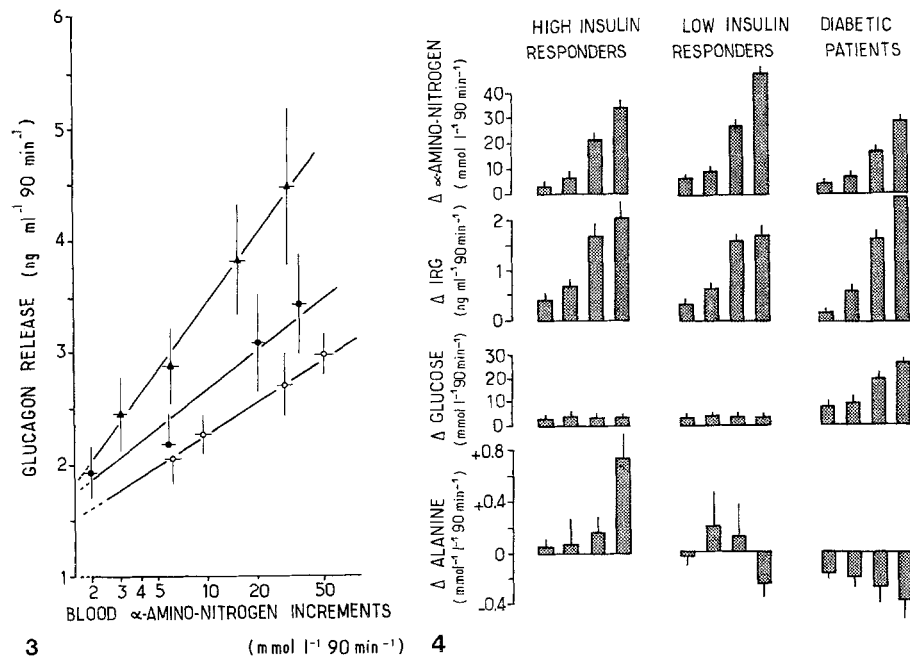 6
5
4
3
2
1
GLUCAGON RELEASE (ng ml⁻¹ 90 min⁻¹)
2 3 4 5 10 20 30 50
BLOOD α-AMINO-NITROGEN INCREMENTS
(mmol l⁻¹ 90 min⁻¹)
3
HIGH INSULIN
RESPONDERS
LOW INSULIN
RESPONDERS
DIABETIC
PATIENTS
Δ α-AMINO-NITROGEN
(mmol l⁻¹ 90 min⁻¹)
40
30
20
10
0
40
20
0
Δ IRG
(ng ml⁻¹ 90 min⁻¹)
2
1
0
Δ GLUCOSE
(mmol l⁻¹ 90 min⁻¹)
30
20
10
0
Δ ALANINE
(mmol l⁻¹ 90 min⁻¹)
+0.8
+0.4
0
-0.4
4